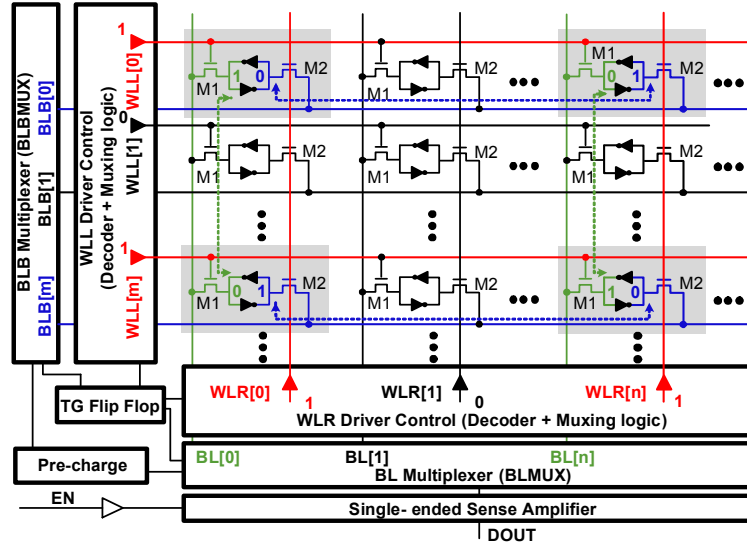 BLB Multiplexer (BLBMUX)
BLB[0]
BLB[1]
BLB[m]
WLL Driver Control
(Decoder + Muxing logic)
1
WLL[0]
0
WLL[1]
1
WLL[m]
M1
1 0
M2
M1
M2
M1
0 1
M2
M1
M2
M1
M2
M1
M2
M1
0 1
M2
M1
M2
M1
1 0
M2
WLR[0]
1
WLR[1]
0
WLR[n]
1
WLR Driver Control (Decoder + Muxing logic)
TG Flip Flop
Pre-charge
BL[0]
BL[1]
BL[n]
BL Multiplexer (BLMUX)
EN
Single- ended Sense Amplifier
DOUT